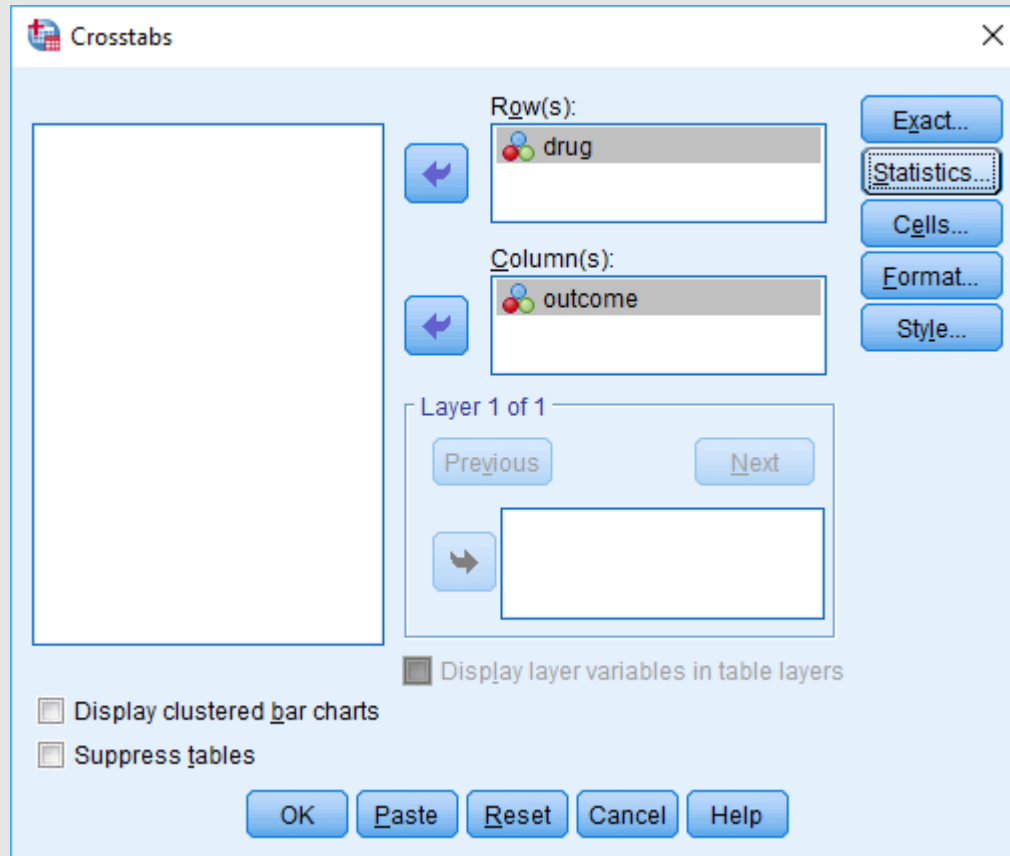 Crosstabs
Row(s):
drug
Exact...
Statistics...
Cells...
Format...
Style...
Column(s):
outcome
Layer 1 of 1
Previous
Next
Display layer variables in table layers
Display clustered bar charts
Suppress tables
OK Paste Reset Cancel Help